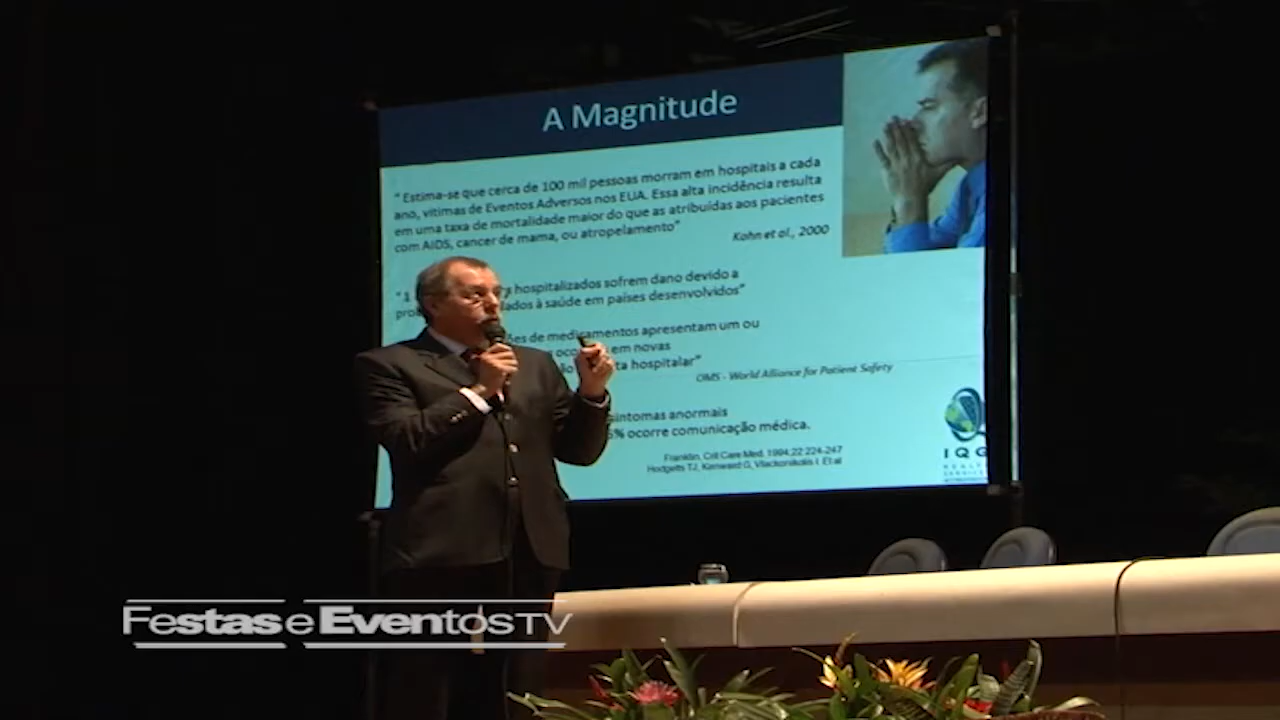 A Magnitude
“ Estima-se que cerca de 100 mil pessoas morram em hospitais a cada
ano, vítimas de Eventos Adversos nos EUA. Essa alta incidência resulta
em uma taxa de mortalidade maior do que as atribuídas aos pacientes
com AIDS, cancer de mama, ou atropelamento”
Kohn et al., 2000
“1 hospitalizados sofrem dano devido a
à saúde em países desenvolvidos”
de medicamentos apresentam um ou
em novas
hospitalar”
OMS - World Alliance for Patient Safety
sintomas anormais
ocorre comunicação médica.
Franklin, Crit Care Med, 1994;22 224-247
Hodgetts TJ, Kenward G, Vlackonikolis I. Et al
IQG
FestaseEventosTV